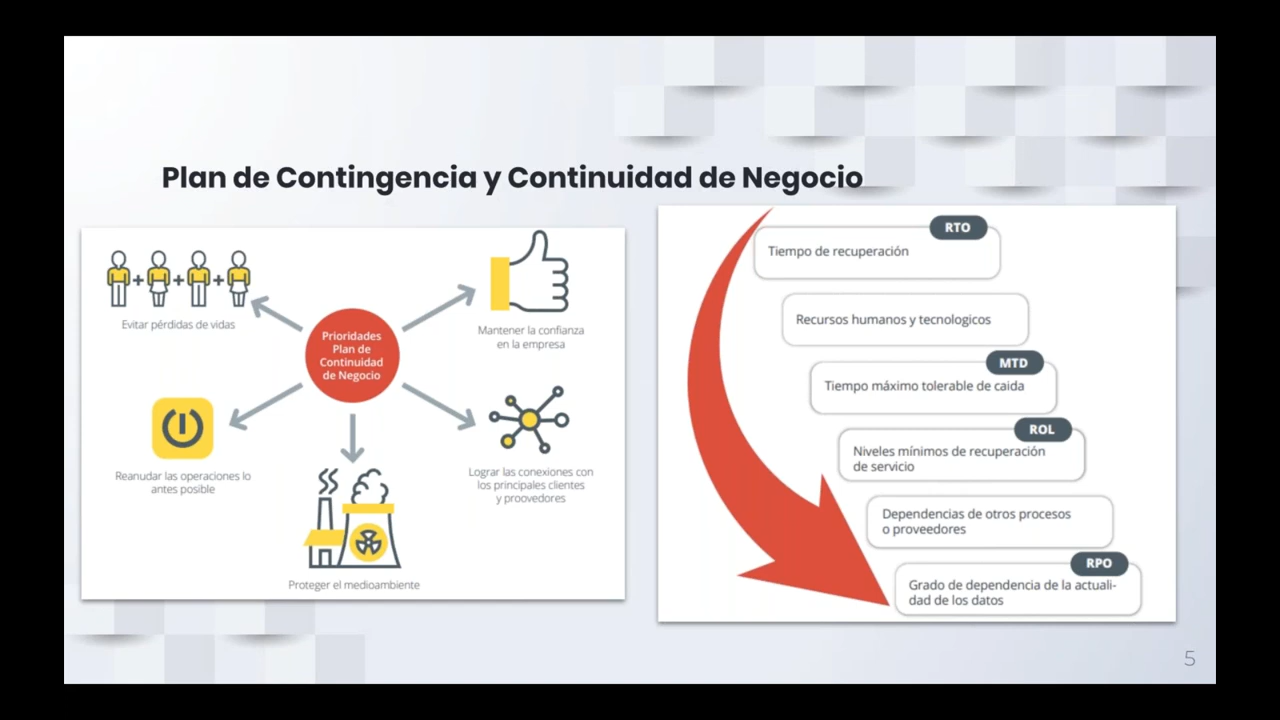 Plan de Contingencia y Continuidad de Negocio
Evitar pérdidas de vidas
Mantener la confianza
en la empresa
Prioridades
Plan de
Continuidad
de Negocio
Reanudar las operaciones lo
antes posible
Lograr las conexiones con
los principales clientes
y proovedores
Proteger el medioambiente
RTO
Tiempo de recuperación
Recursos humanos y tecnologicos
MTD
Tiempo máximo tolerable de caida
ROL
Niveles mínimos de recuperación
de servicio
Dependencias de otros procesos
o proveedores
RPO
Grado de dependencia de la actuali-
dad de los datos
5